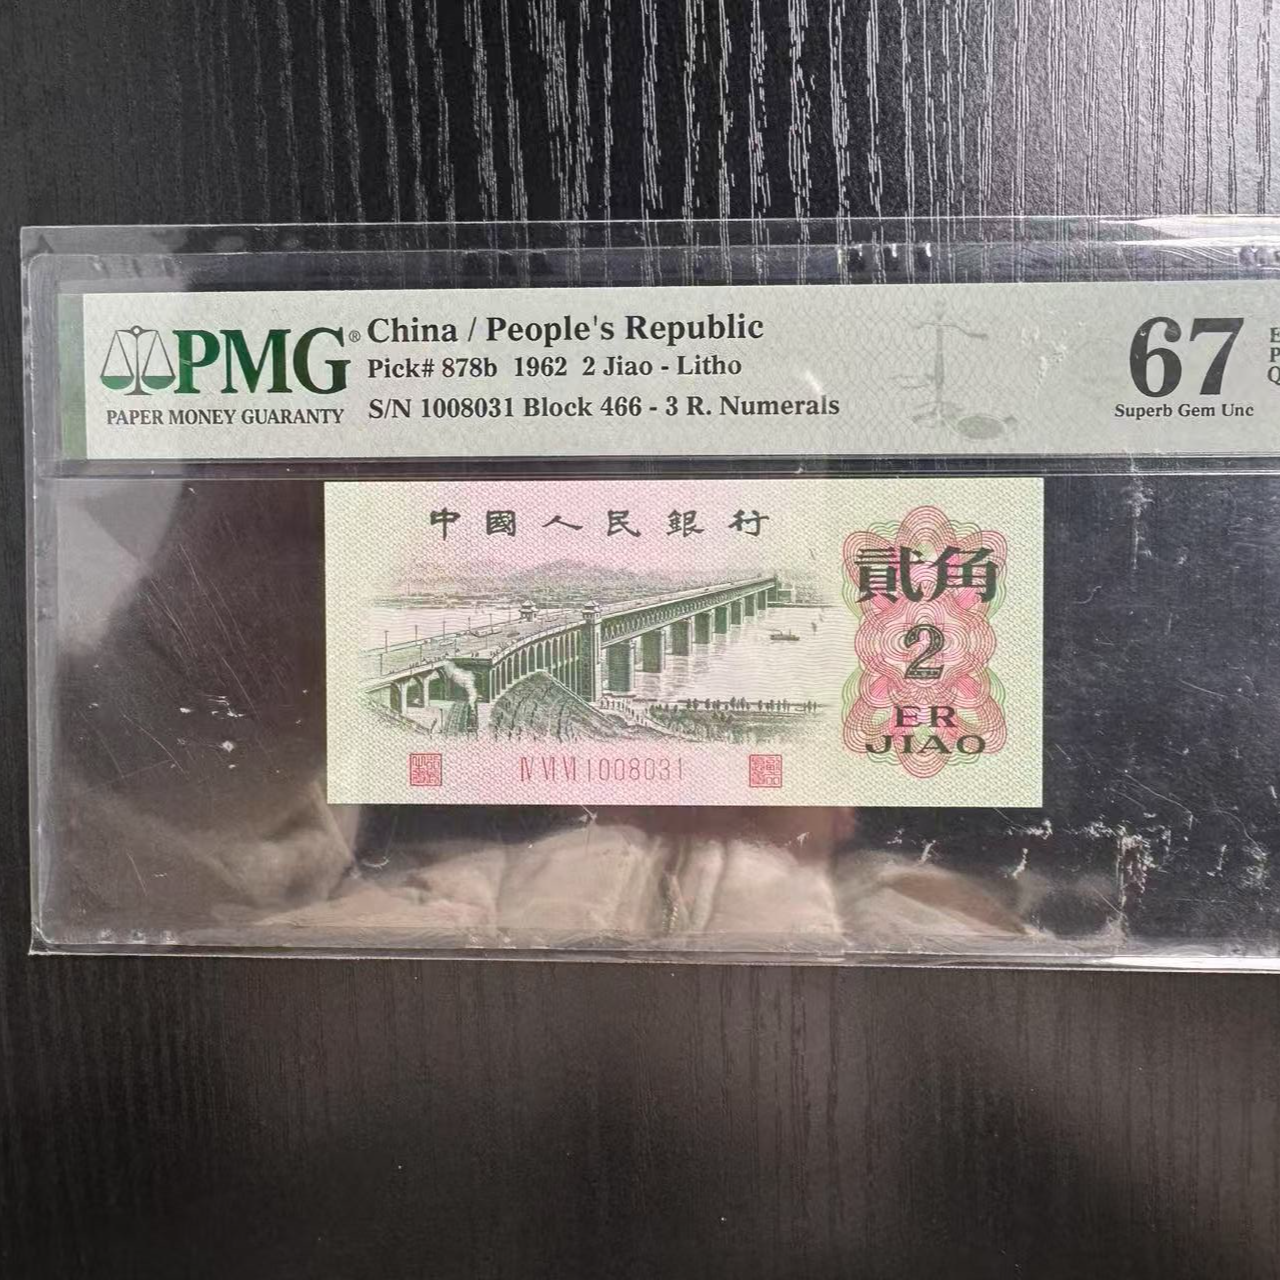 PMG®
PAPER MONEY GUARANTY
China / People's Republic
Pick# 878b 1962 2 Jiao - Litho
S/N 1008031 Block 466 - 3 R. Numerals
67
Superb Gem Unc
E
P
Q
中國人民銀行
貳角
2
ER
JIAO
Ⅳ Ⅵ Ⅵ 1008031